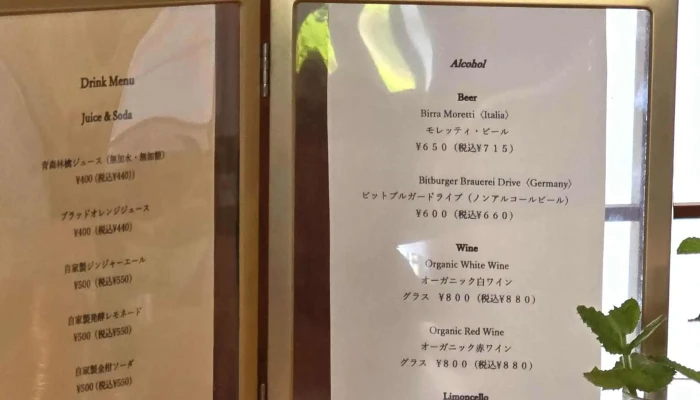 Drink Menu
Juice & Soda
青森林檎ジュース（無加水・無加糖）
¥400 (税込¥440))
ブラッドオレンジジュース
¥400 (税込¥440)
自家製ジンジャーエール
¥500 (税込¥550)
自家製発酵レモネード
¥500 (税込¥550)
自家製金柑ソーダ
¥500 (税込¥550)
Alcohol
Beer
Birra Moretti〈Italia〉
モレッティ・ビール
￥６５０（税込￥７１５）
Bitburger Brauerei Drive〈Germany〉
ビットブルガードライブ（ノンアルコールビール）
￥６００（税込￥６６０）
Wine
Organic White Wine
オーガニック白ワイン
グラス　￥８００（税込￥８８０）
Organic Red Wine
オーガニック赤ワイン
グラス　￥８００（税込￥８８０）
Limoncello